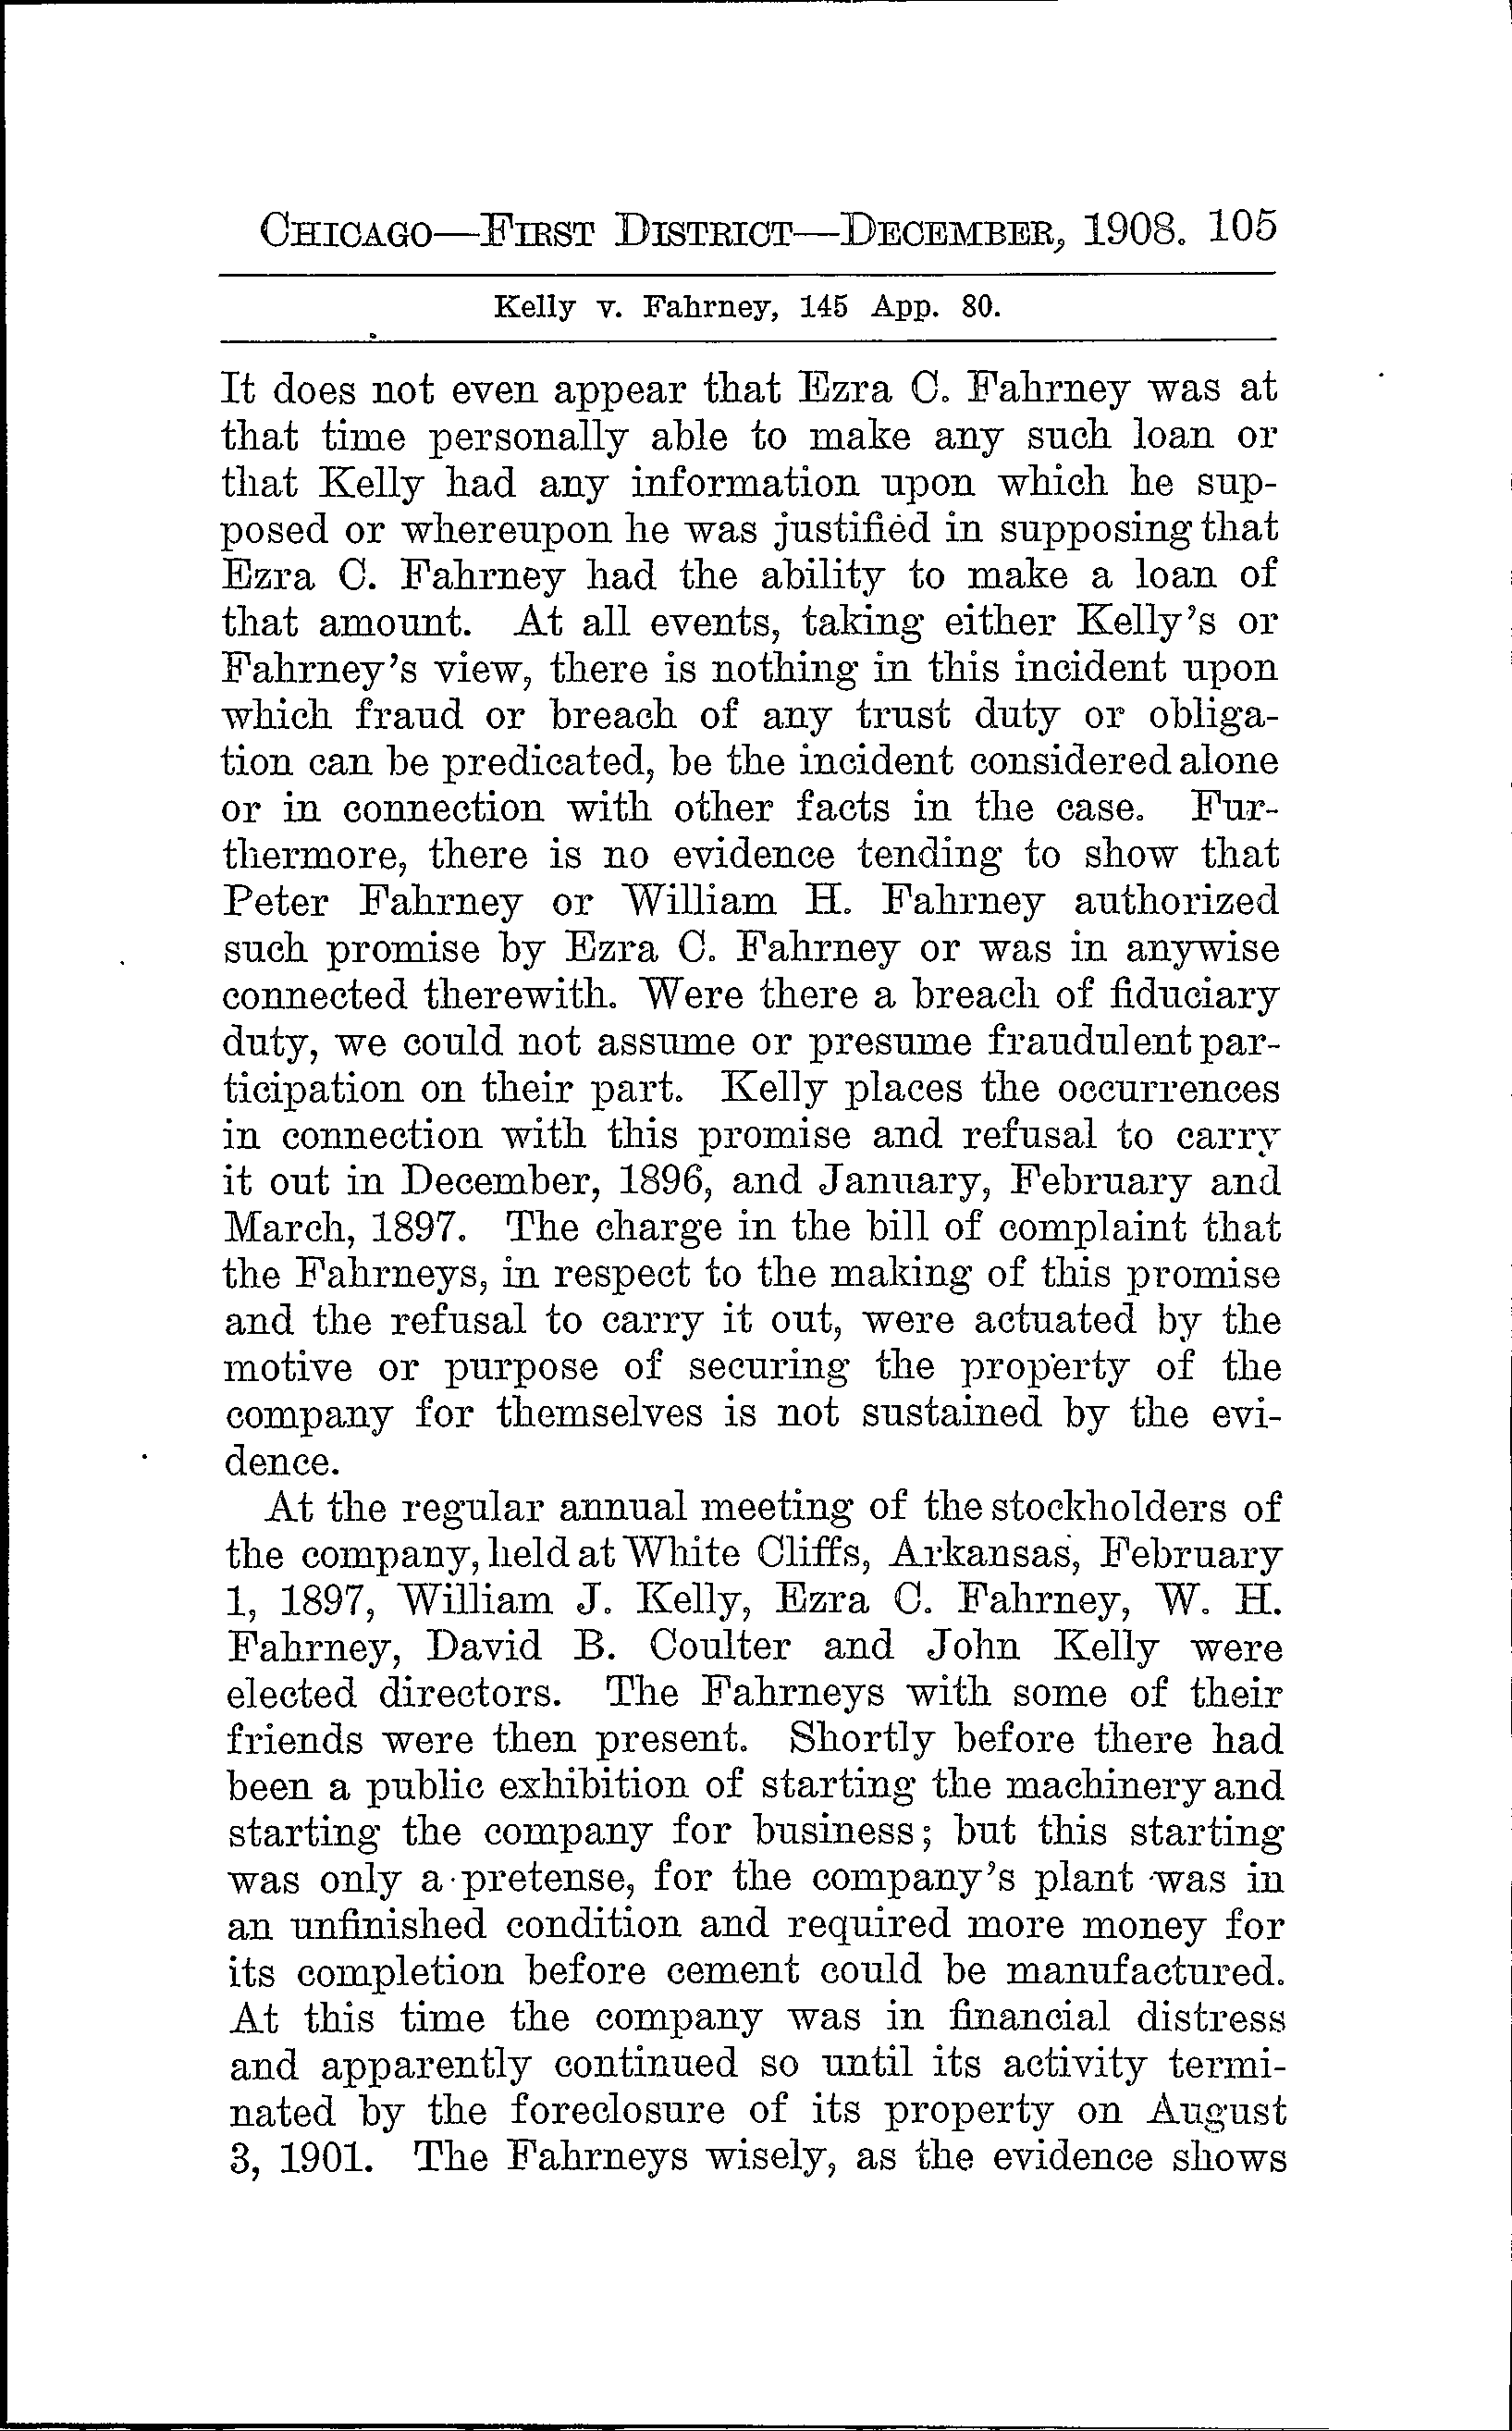 CHICAGO—FIRST DISTRICT—DECEMBER, 1908. 105
Kelly v. Fahrney, 145 App. 80.
It does not even appear that Ezra C. Fahrney was at
that time personally able to make any such loan or
that Kelly had any information upon which he sup-
posed or whereupon he was justified in supposing that
Ezra C. Fahrney had the ability to make a loan of
that amount. At all events, taking either Kelly's or
Fahrney's view, there is nothing in this incident upon
which fraud or breach of any trust duty or obliga-
tion can be predicated, be the incident considered alone
or in connection with other facts in the case. Fur-
thermore, there is no evidence tending to show that
Peter Fahrney or William H. Fahrney authorized
such promise by Ezra C. Fahrney or was in anywise
connected therewith. Were there a breach of fiduciary
duty, we could not assume or presume fraudulent par-
ticipation on their part. Kelly places the occurrences
in connection with this promise and refusal to carry
it out in December, 1896, and January, February and
March, 1897. The charge in the bill of complaint that
the Fahrneys, in respect to the making of this promise
and the refusal to carry it out, were actuated by the
motive or purpose of securing the property of the
company for themselves is not sustained by the evi-
dence.
At the regular annual meeting of the stockholders of
the company, held at White Cliffs, Arkansas, February
1, 1897, William J. Kelly, Ezra C. Fahrney, W. H.
Fahrney, David B. Coulter and John Kelly were
elected directors. The Fahrneys with some of their
friends were then present. Shortly before there had
been a public exhibition of starting the machinery and
starting the company for business; but this starting
was only a pretense, for the company's plant was in
an unfinished condition and required more money for
its completion before cement could be manufactured.
At this time the company was in financial distress
and apparently continued so until its activity termi-
nated by the foreclosure of its property on August
3, 1901. The Fahrneys wisely, as the evidence shows